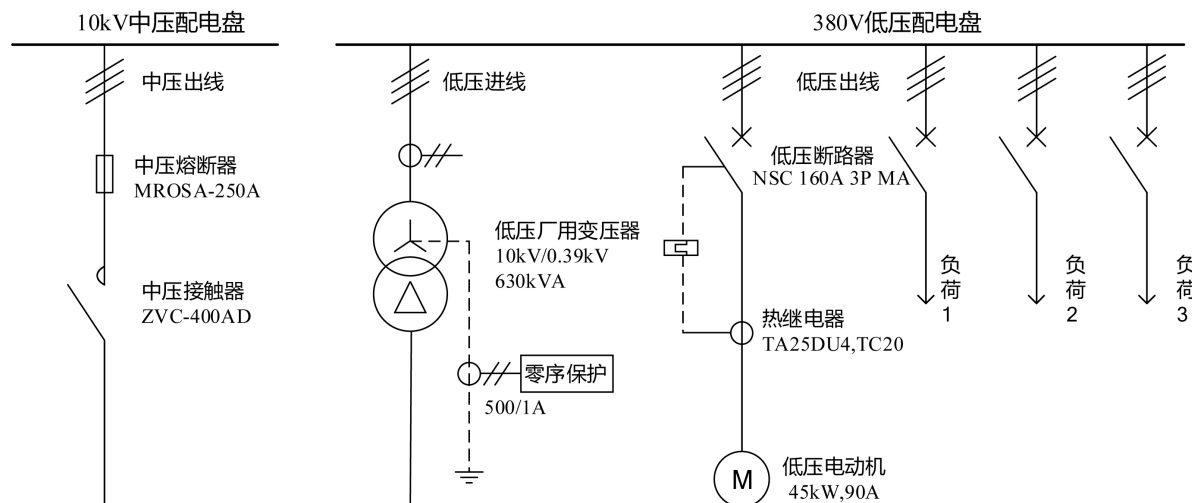 10kV中压配电盘
380V低压配电盘
中压出线
低压进线
低压出线
中压熔断器
MROSA-250A
低压断路器
NSC 160A 3P MA
低压厂用变压器
10kV/0.39kV
630kVA
中压接触器
ZVC-400AD
负荷1
负荷2
负荷3
热继电器
TA25DU4,TC20
零序保护
500/1A
M
低压电动机
45kW,90A